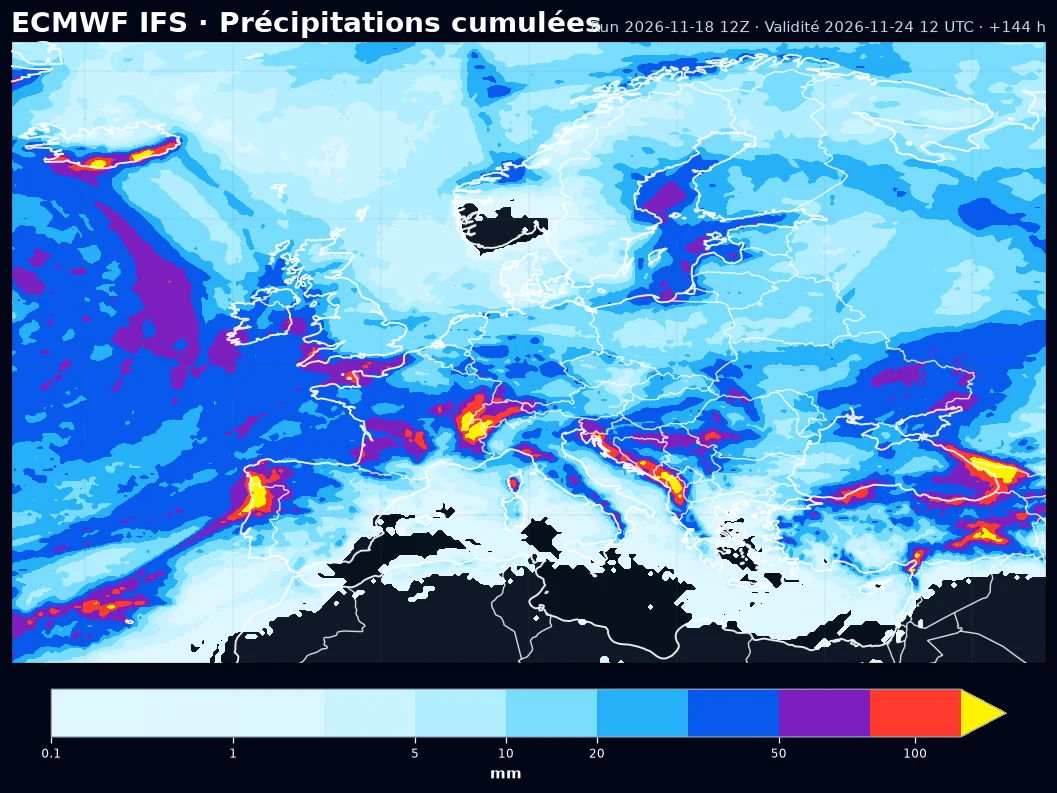 ECMWF IFS · Précipitations cumulées
Run 2026-11-18 12Z · Validité 2026-11-24 12 UTC · +144 h
0.1 1 5 10 20 50 100
mm